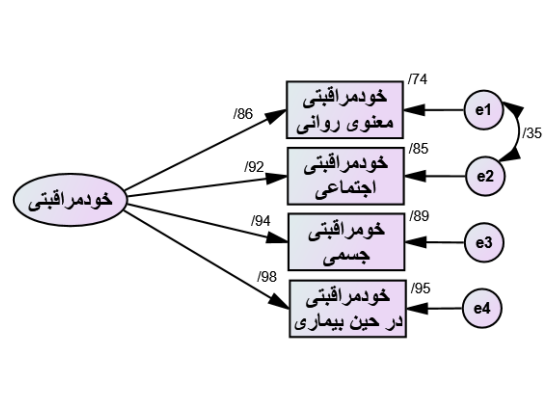 /74
خودمراقبتی
معنوی روانی
e1
/86
/35
/85
خودمراقبتی
اجتماعی
e2
/92
خودمراقبتی
/89
خومراقبتی
جسمی
e3
/94
/95
خودمراقبتی
در حین بیماری
e4
/98